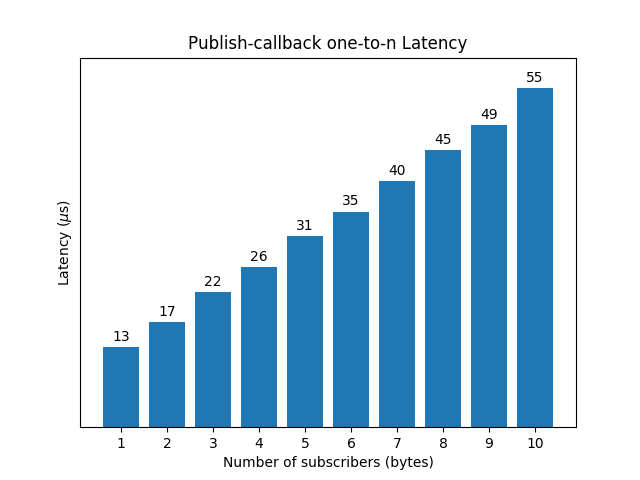 Publish-callback one-to-n Latency
55
49
45
40
35
31
26
22
17
13
Latency (μs)
1 2 3 4 5 6 7 8 9 10
Number of subscribers (bytes)